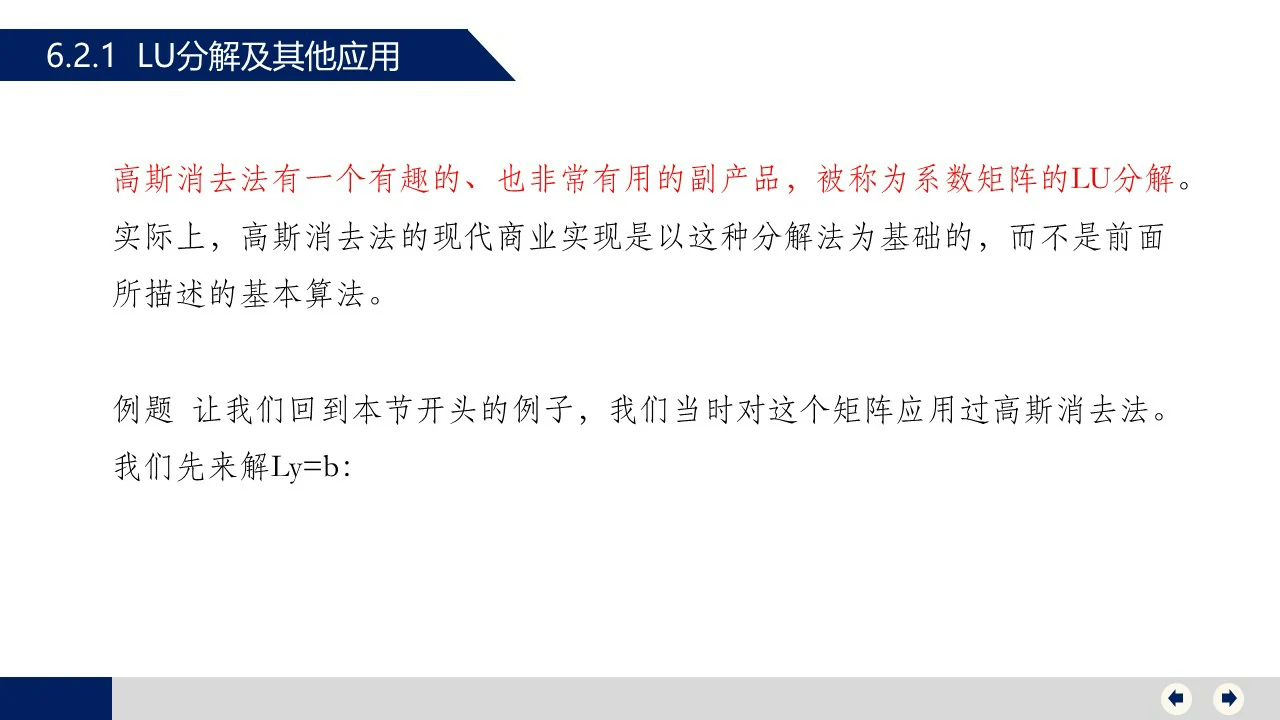 6.2.1 LU分解及其他应用
高斯消去法有一个有趣的、也非常有用的副产品，被称为系数矩阵的LU分解。
实际上，高斯消去法的现代商业实现是以这种分解法为基础的，而不是前面
所描述的基本算法。
例题 让我们回到本节开头的例子，我们当时对这个矩阵应用过高斯消去法。
我们先来解Ly=b：